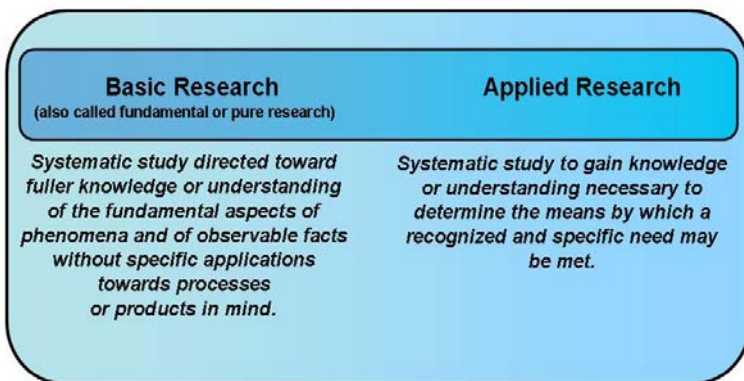 Basic Research
(also called fundamental or pure research)
Systematic study directed toward
fuller knowledge or understanding
of the fundamental aspects of
phenomena and of observable facts
without specific applications
towards processes
or products in mind.
Applied Research
Systematic study to gain knowledge
or understanding necessary to
determine the means by which a
recognized and specific need may
be met.